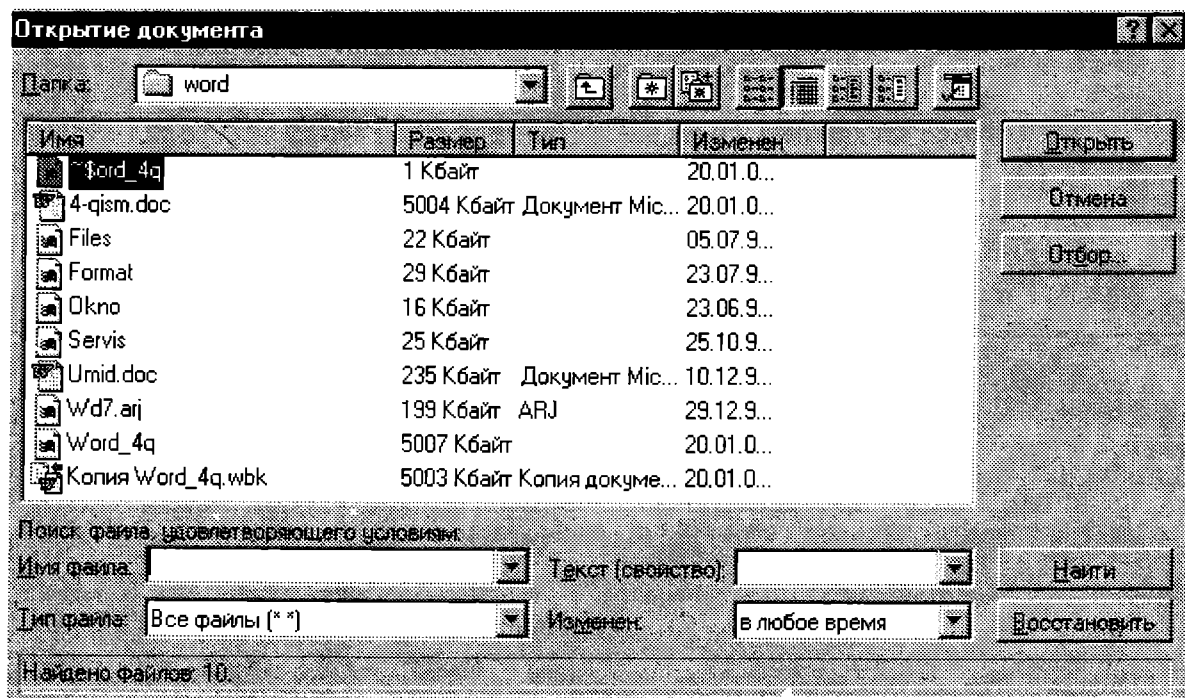 Открытие документа
Папка: word
Имя Размер Тип Изменен
~$ord_4q 1 Кбайт 20.01.0...
4-qism.doc 5004 Кбайт Документ Mic... 20.01.0...
Files 22 Кбайт 05.07.9...
Format 29 Кбайт 23.07.9...
Okno 16 Кбайт 23.06.9...
Servis 25 Кбайт 25.10.9...
Umid.doc 235 Кбайт Документ Mic... 10.12.9...
Wd7.arj 199 Кбайт ARJ 29.12.9...
Word_4q 5007 Кбайт 20.01.0...
Копия Word_4q.wbk 5003 Кбайт Копия докуме... 20.01.0...
Открыть
Отмена
Отбор...
Поиск файла, удовлетворяющего условиям:
Имя файла: Текст (свойство): Найти
Тип файла: Все файлы (*.*) Изменен: в любое время Восстановить
Найдено файлов: 10.